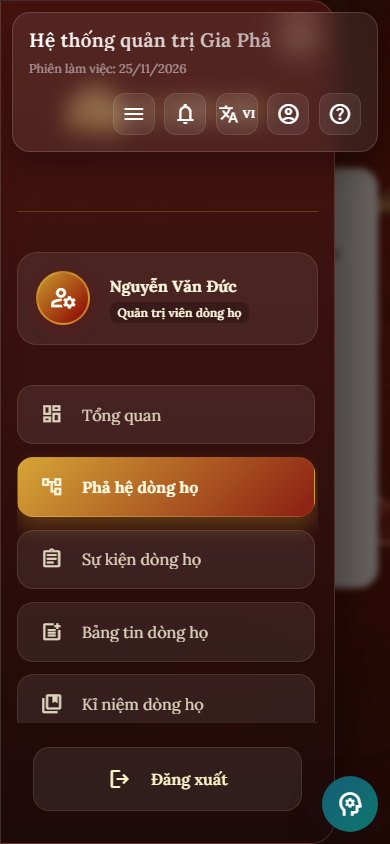 Hệ thống quản trị Gia Phả
Phiên làm việc: 25/11/2026
VI
Nguyễn Văn Đức
Quản trị viên dòng họ
Tổng quan
Phả hệ dòng họ
Sự kiện dòng họ
Bảng tin dòng họ
Kỉ niệm dòng họ
Đăng xuất